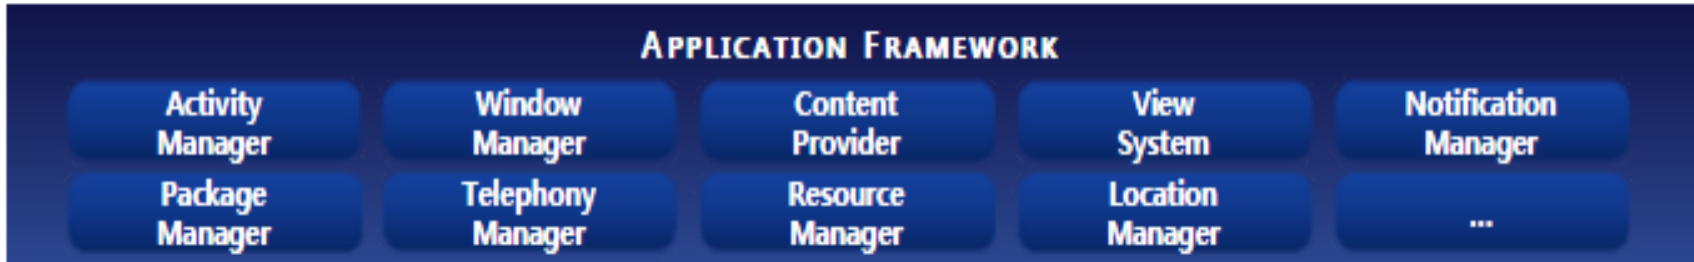 APPLICATION FRAMEWORK
Activity
Manager
Window
Manager
Content
Provider
View
System
Notification
Manager
Package
Manager
Telephony
Manager
Resource
Manager
Location
Manager
...